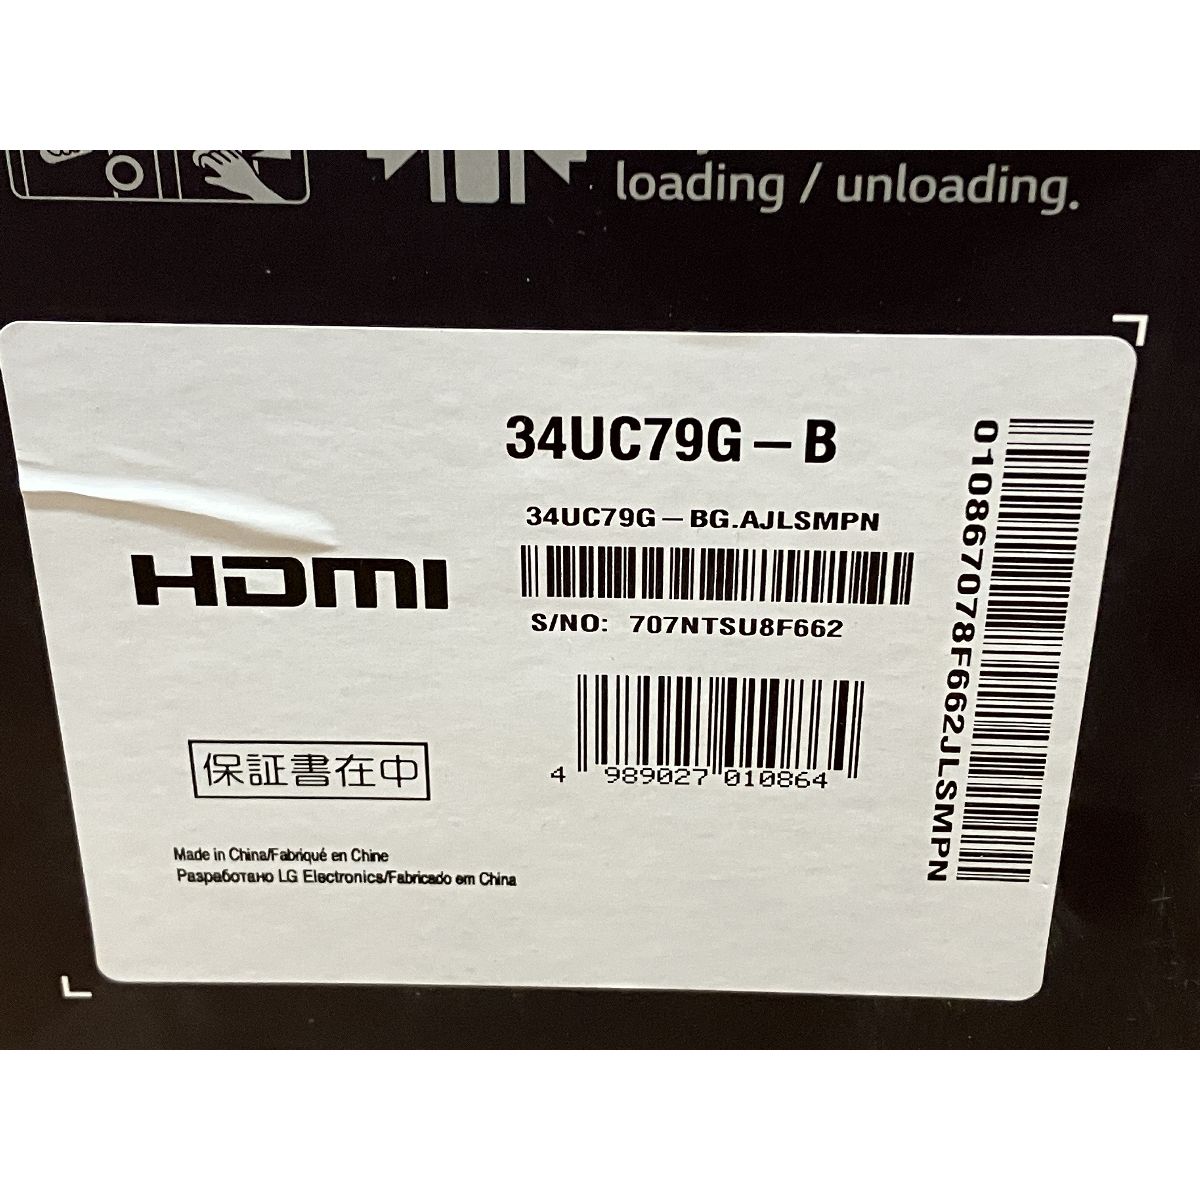 loading / unloading.
34UC79G－B
34UC79G－BG.AJLSMPN
HDMI
S/NO: 707NTSU8F662
4 989027 010864
保証書在中
Made in China/Fabriqué en Chine
Разработано LG Electronics/Fabricado em China
010867078F662JLSMPN